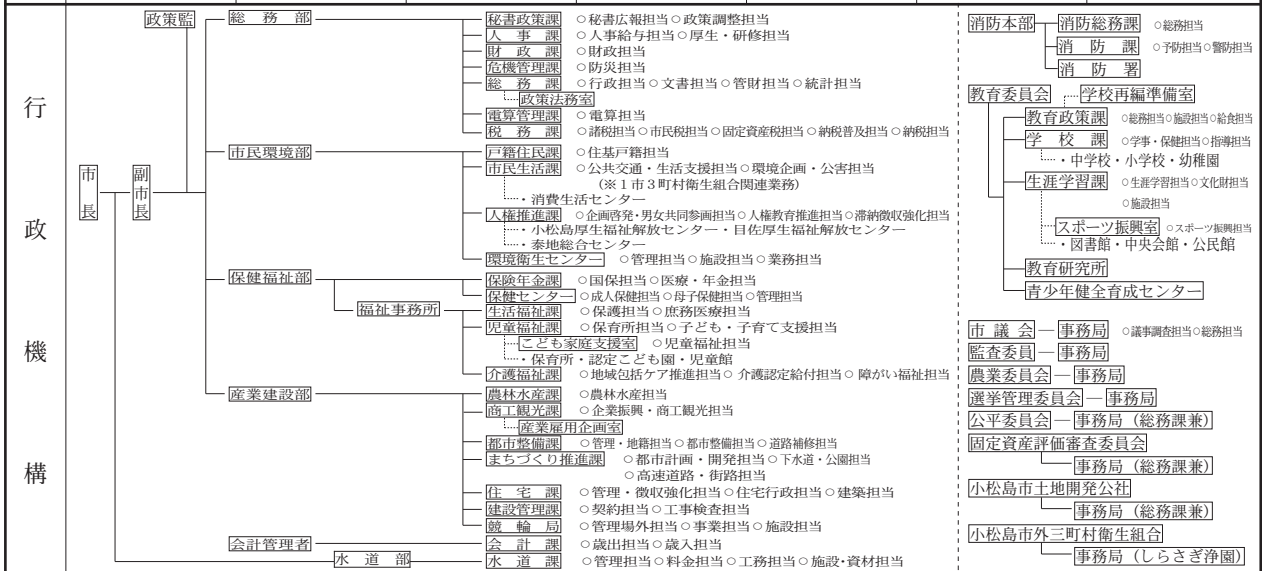 行政機構
市長
副市長
政策監
総務部
秘書政策課 ○秘書広報担当○政策調整担当
人事課 ○人事給与担当○厚生・研修担当
財政課 ○財政担当
危機管理課 ○防災担当
総務課 ○行政担当○文書担当○管財担当○統計担当
政策法務室
電算管理課 ○電算担当
税務課 ○諸税担当○市民税担当○固定資産税担当○納税普及担当○納税担当
市民環境部
戸籍住民課 ○住基戸籍担当
市民生活課 ○公共交通・生活支援担当○環境企画・公害担当
(※1市3町村衛生組合関連業務)
・消費生活センター
人権推進課 ○企画啓発・男女共同参画担当○人権教育推進担当○滞納徴収強化担当
・小松島厚生福祉解放センター・目佐厚生福祉解放センター
・泰地総合センター
環境衛生センター ○管理担当○施設担当○業務担当
保健福祉部
保険年金課 ○国保担当○医療・年金担当
保健センター ○成人保健担当○母子保健担当○管理担当
福祉事務所
生活福祉課 ○保護担当○庶務医療担当
児童福祉課 ○保育所担当○子ども・子育て支援担当
こども家庭支援室 ○児童福祉担当
・保育所・認定こども園・児童館
介護福祉課 ○地域包括ケア推進担当○介護認定給付担当○障がい福祉担当
産業建設部
農林水産課 ○農林水産担当
商工観光課 ○企業振興・商工観光担当
産業雇用企画室
都市整備課 ○管理・地籍担当○都市整備担当○道路補修担当
まちづくり推進課 ○都市計画・開発担当○下水道・公園担当
○高速道路・街路担当
住宅課 ○管理・徴収強化担当○住宅行政担当○建築担当
建設管理課 ○契約担当○工事検査担当
競輪局 ○管理場外担当○事業担当○施設担当
会計管理者
会計課 ○歳出担当○歳入担当
水道部
水道課 ○管理担当○料金担当○工務担当○施設・資材担当
消防本部
消防総務課 ○総務担当
消防課 ○予防担当○警防担当
消防署
教育委員会
学校再編準備室
教育政策課 ○総務担当○施設担当○給食担当
学校課 ○学事・保健担当○指導担当
・中学校・小学校・幼稚園
生涯学習課 ○生涯学習担当○文化財担当
○施設担当
スポーツ振興室 ○スポーツ振興担当
・図書館・中央会館・公民館
教育研究所
青少年健全育成センター
市議会 事務局 ○議事調査担当○総務担当
監査委員 事務局
農業委員会 事務局
選挙管理委員会 事務局
公平委員会 事務局(総務課兼)
固定資産評価審査委員会
事務局(総務課兼)
小松島市土地開発公社
事務局(総務課兼)
小松島市外三町村衛生組合
事務局(しらさぎ浄園)